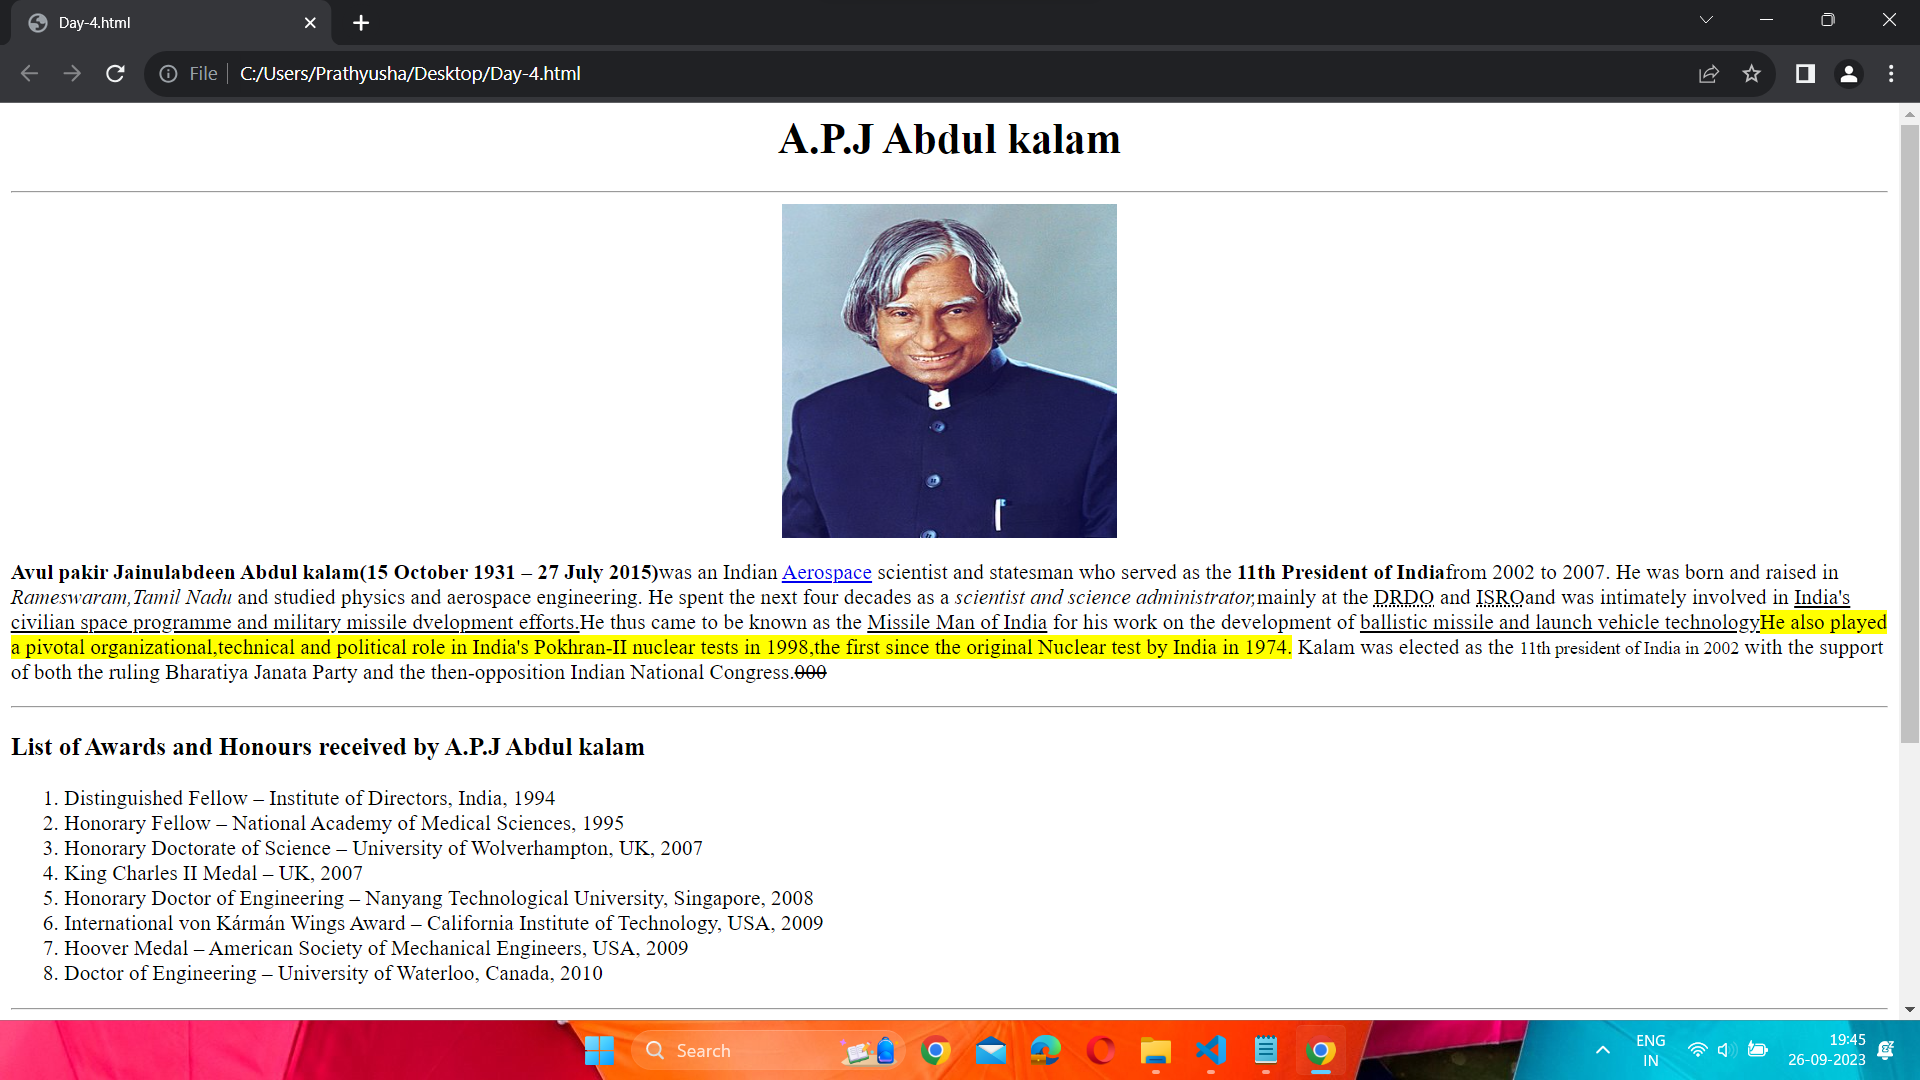 Day-4.html
File
C:/Users/Prathyusha/Desktop/Day-4.html
A.P.J Abdul kalam
Avul pakir Jainulabdeen Abdul kalam(15 October 1931 – 27 July 2015)was an Indian Aerospace scientist and statesman who served as the 11th President of Indiafrom 2002 to 2007. He was born and raised in
Rameswaram,Tamil Nadu and studied physics and aerospace engineering. He spent the next four decades as a scientist and science administrator,mainly at the DRDO and ISROand was intimately involved in India's
civilian space programme and military missile dvelopment efforts.He thus came to be known as the Missile Man of India for his work on the development of ballistic missile and launch vehicle technologyHe also played
a pivotal organizational,technical and political role in India's Pokhran-II nuclear tests in 1998,the first since the original Nuclear test by India in 1974. Kalam was elected as the 11th president of India in 2002 with the support
of both the ruling Bharatiya Janata Party and the then-opposition Indian National Congress.000
List of Awards and Honours received by A.P.J Abdul kalam
1. Distinguished Fellow – Institute of Directors, India, 1994
2. Honorary Fellow – National Academy of Medical Sciences, 1995
3. Honorary Doctorate of Science – University of Wolverhampton, UK, 2007
4. King Charles II Medal – UK, 2007
5. Honorary Doctor of Engineering – Nanyang Technological University, Singapore, 2008
6. International von Kármán Wings Award – California Institute of Technology, USA, 2009
7. Hoover Medal – American Society of Mechanical Engineers, USA, 2009
8. Doctor of Engineering – University of Waterloo, Canada, 2010
Search
ENG
IN
19:45
26-09-2023